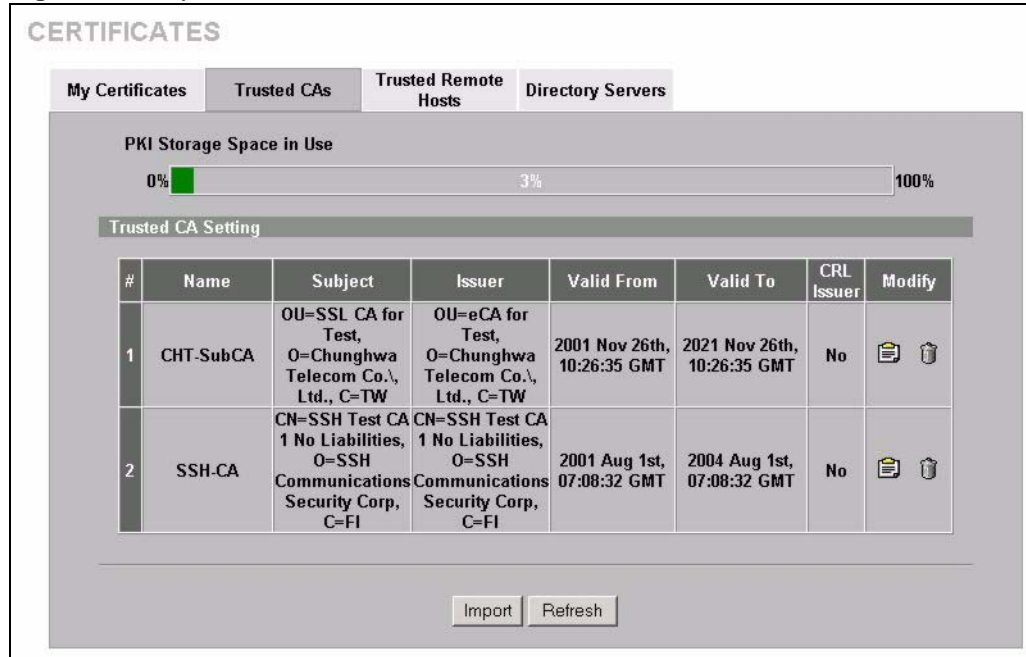 CERTIFICATES
My Certificates
Trusted CAs
Trusted Remote
Hosts
Directory Servers
PKI Storage Space in Use
0%
3%
100%
Trusted CA Setting
#
Name
Subject
Issuer
Valid From
Valid To
CRL
Issuer
Modify
1
CHT-SubCA
OU=SSL CA for
Test,
O=Chunghwa
Telecom Co.\,
Ltd., C=TW
OU=eCA for
Test,
O=Chunghwa
Telecom Co.\,
Ltd., C=TW
2001 Nov 26th,
10:26:35 GMT
2021 Nov 26th,
10:26:35 GMT
No
2
SSH-CA
CN=SSH Test CA
1 No Liabilities,
O=SSH
Communications
Security Corp,
C=FI
CN=SSH Test CA
1 No Liabilities,
O=SSH
Communications
Security Corp,
C=FI
2001 Aug 1st,
07:08:32 GMT
2004 Aug 1st,
07:08:32 GMT
No
Import
Refresh